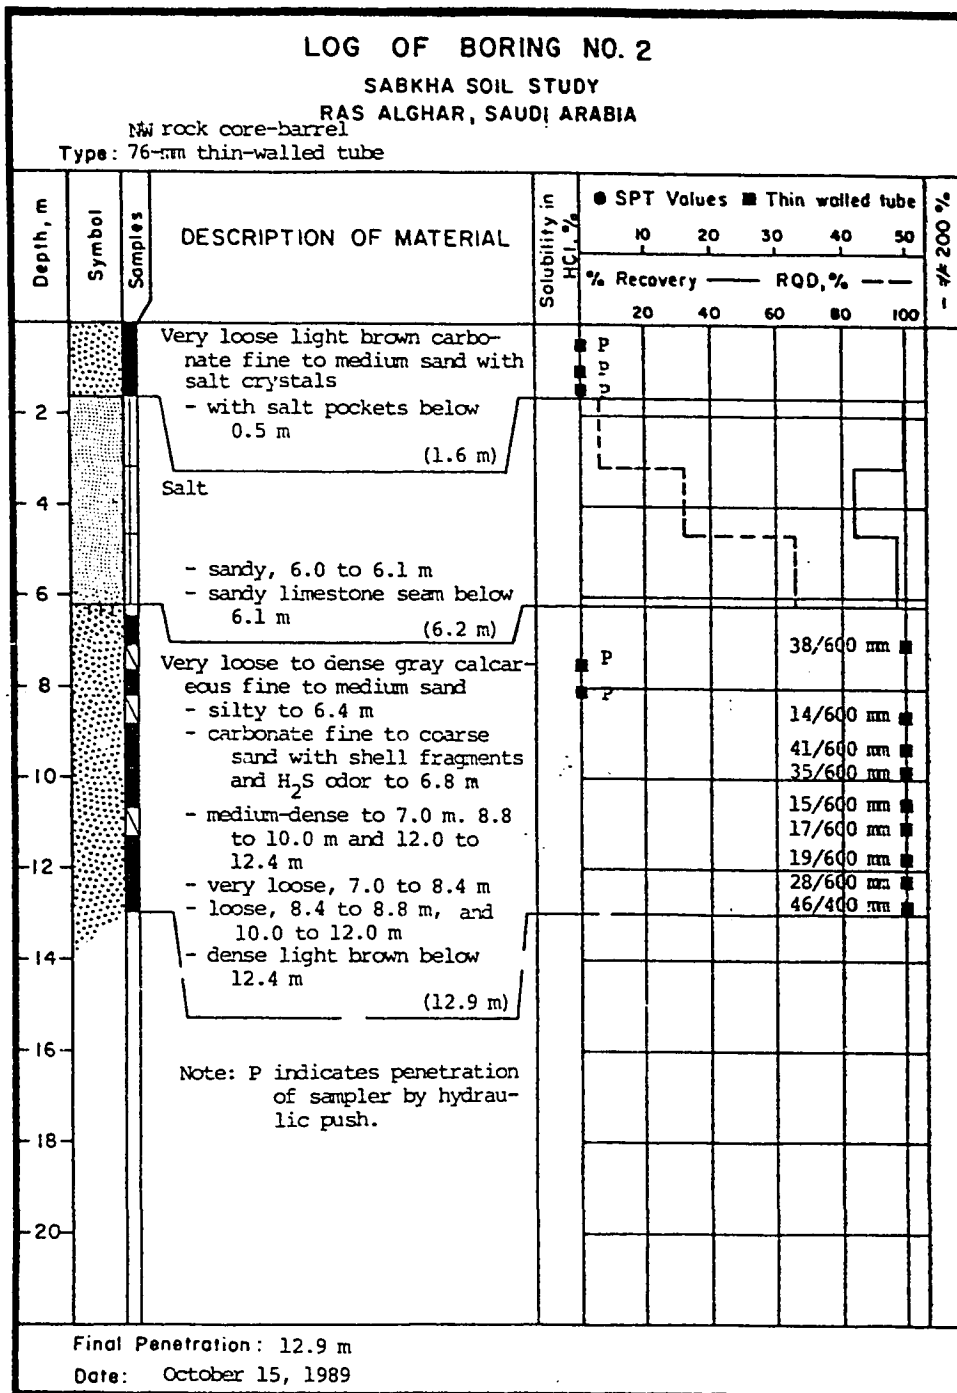 LOG OF BORING NO. 2
SABKHA SOIL STUDY
RAS ALGHAR, SAUDI ARABIA
NW rock core-barrel
Type: 76-mm thin-walled tube
Depth, m
Symbol
Samples
DESCRIPTION OF MATERIAL
Solubility in HCl, %
● SPT Values ■ Thin walled tube
10 20 30 40 50
% Recovery —— RQD, % — —
20 40 60 80 100
- # 200 %
Very loose light brown carbo-
nate fine to medium sand with
salt crystals
- with salt pockets below
0.5 m
(1.6 m)
P
P
P
2
Salt
4
- sandy, 6.0 to 6.1 m
- sandy limestone seam below
6.1 m
(6.2 m)
6
38/600 mm
Very loose to dense gray calcar-
eous fine to medium sand
P
P
8
- silty to 6.4 m
14/600 mm
- carbonate fine to coarse
sand with shell fragments
and H2S odor to 6.8 m
41/600 mm
35/600 mm
10
- medium-dense to 7.0 m. 8.8
to 10.0 m and 12.0 to
12.4 m
15/600 mm
17/600 mm
19/600 mm
12
- very loose, 7.0 to 8.4 m
28/600 mm
- loose, 8.4 to 8.8 m, and
10.0 to 12.0 m
46/400 mm
- dense light brown below
12.4 m
(12.9 m)
14
16
Note: P indicates penetration
of sampler by hydrau-
lic push.
18
20
Final Penetration: 12.9 m
Date: October 15, 1989